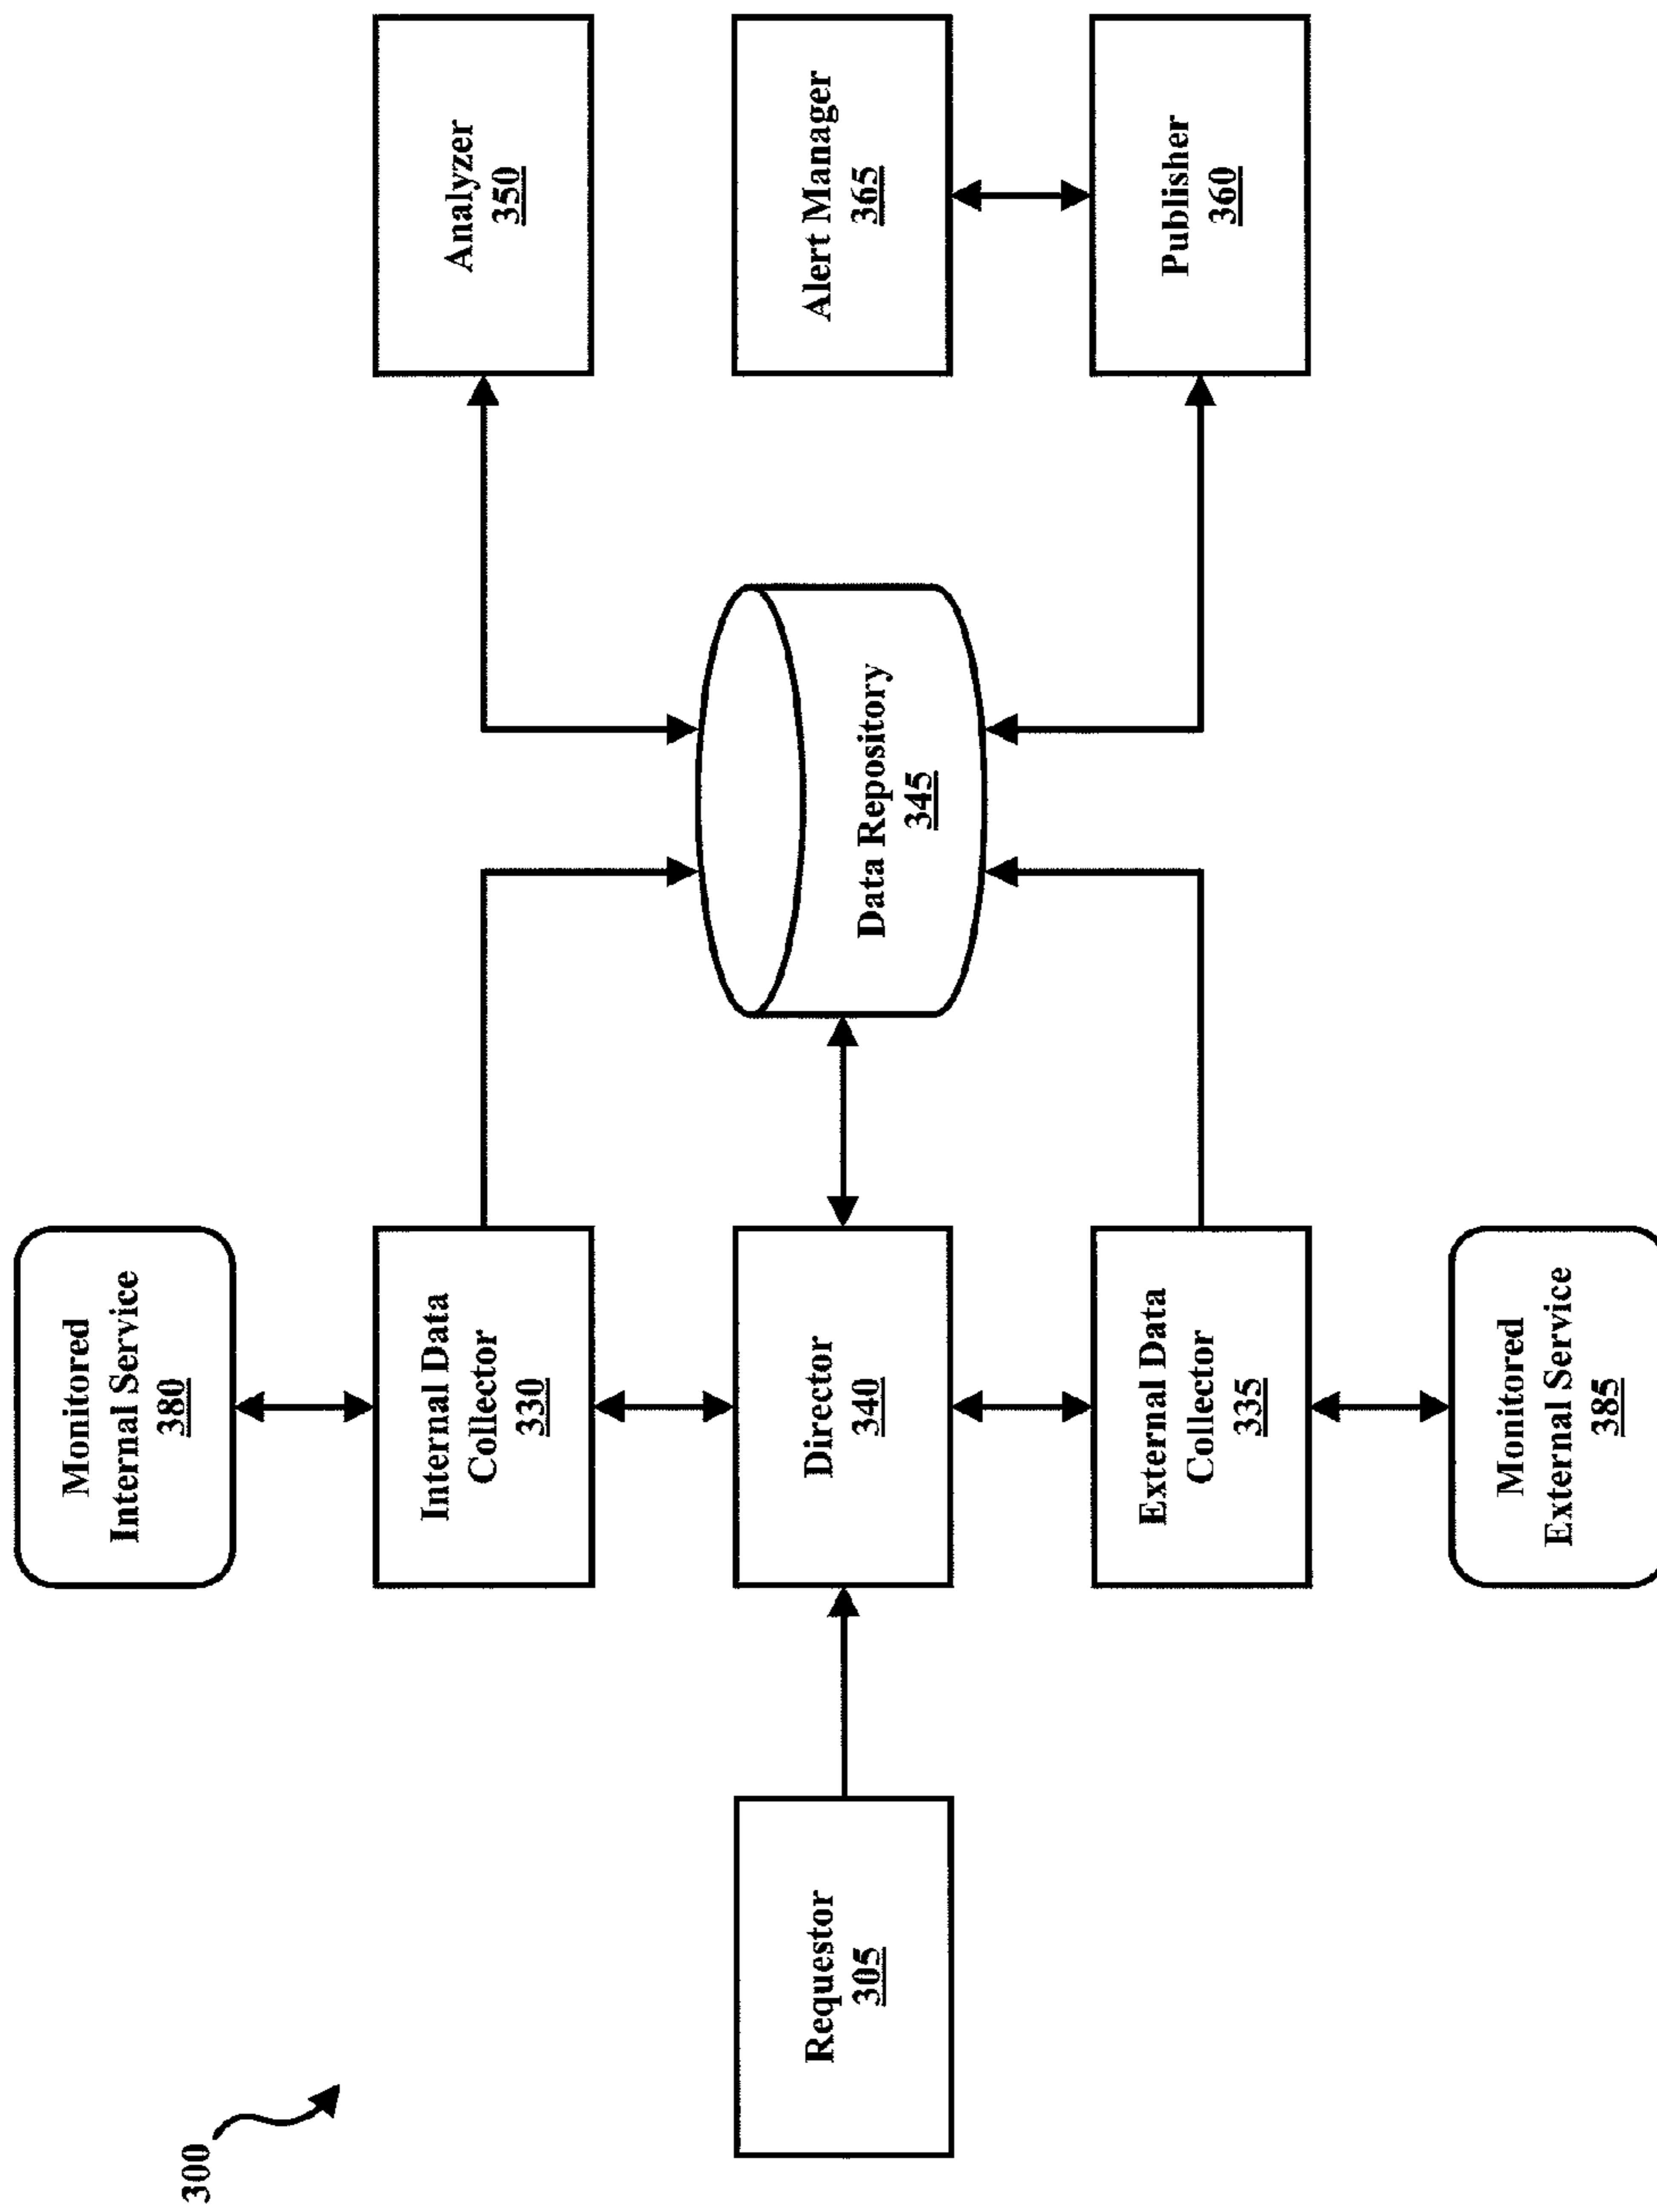 300
Monitored
Internal Service
380
Internal Data
Collector
330
Analyzer
350
Requestor
305
Director
340
Data Repository
345
Alert Manager
365
External Data
Collector
335
Publisher
360
Monitored
External Service
385